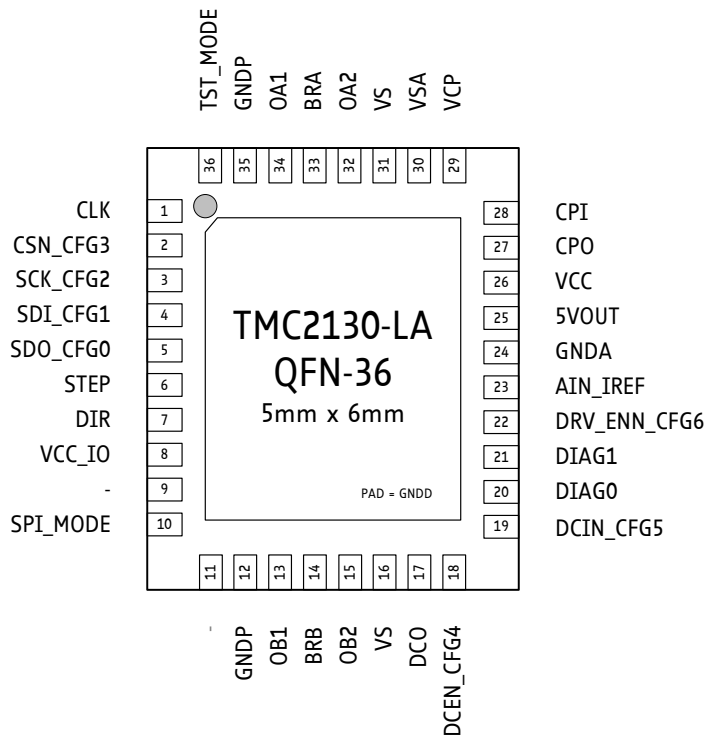 TST_MODE
GNDP
OA1
BRA
OA2
VS
VSA
VCP
36
35
34
33
32
31
30
29
CLK
1
CSN_CFG3
2
SCK_CFG2
3
SDI_CFG1
4
SDO_CFG0
5
STEP
6
DIR
7
VCC_IO
8
-
9
SPI_MODE
10
TMC2130-LA
QFN-36
5mm x 6mm
PAD = GNDD
28
CPI
27
CPO
26
VCC
25
5VOUT
24
GNDA
23
AIN_IREF
22
DRV_ENN_CFG6
21
DIAG1
20
DIAG0
19
DCIN_CFG5
11
12
13
14
15
16
17
18
-
GNDP
OB1
BRB
OB2
VS
DCO
DCEN_CFG4